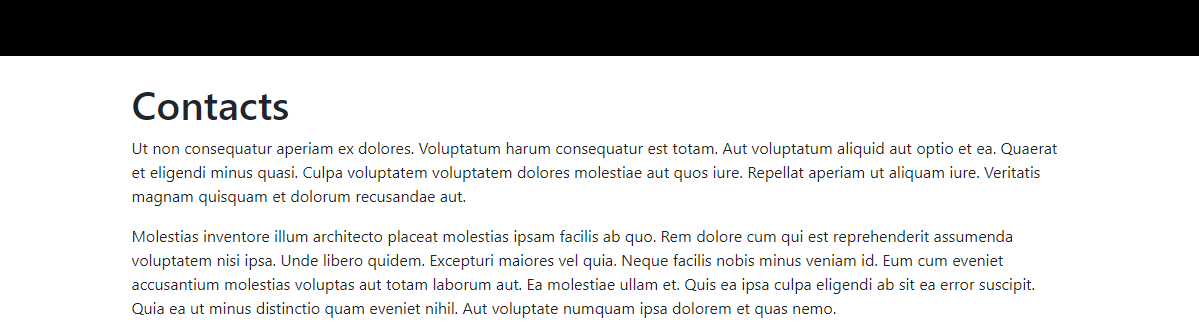 Contacts
Ut non consequatur aperiam ex dolores. Voluptatum harum consequatur est totam. Aut voluptatum aliquid aut optio et ea. Quaerat
et eligendi minus quasi. Culpa voluptatem voluptatem dolores molestiae aut quos iure. Repellat aperiam ut aliquam iure. Veritatis
magnam quisquam et dolorum recusandae aut.
Molestias inventore illum architecto placeat molestias ipsam facilis ab quo. Rem dolore cum qui est reprehenderit assumenda
voluptatem nisi ipsa. Unde libero quidem. Excepturi maiores vel quia. Neque facilis nobis minus veniam id. Eum cum eveniet
accusantium molestias voluptas aut totam laborum aut. Ea molestiae ullam et. Quis ea ipsa culpa eligendi ab sit ea error suscipit.
Quia ea ut minus distinctio quam eveniet nihil. Aut voluptate numquam ipsa dolorem et quas nemo.